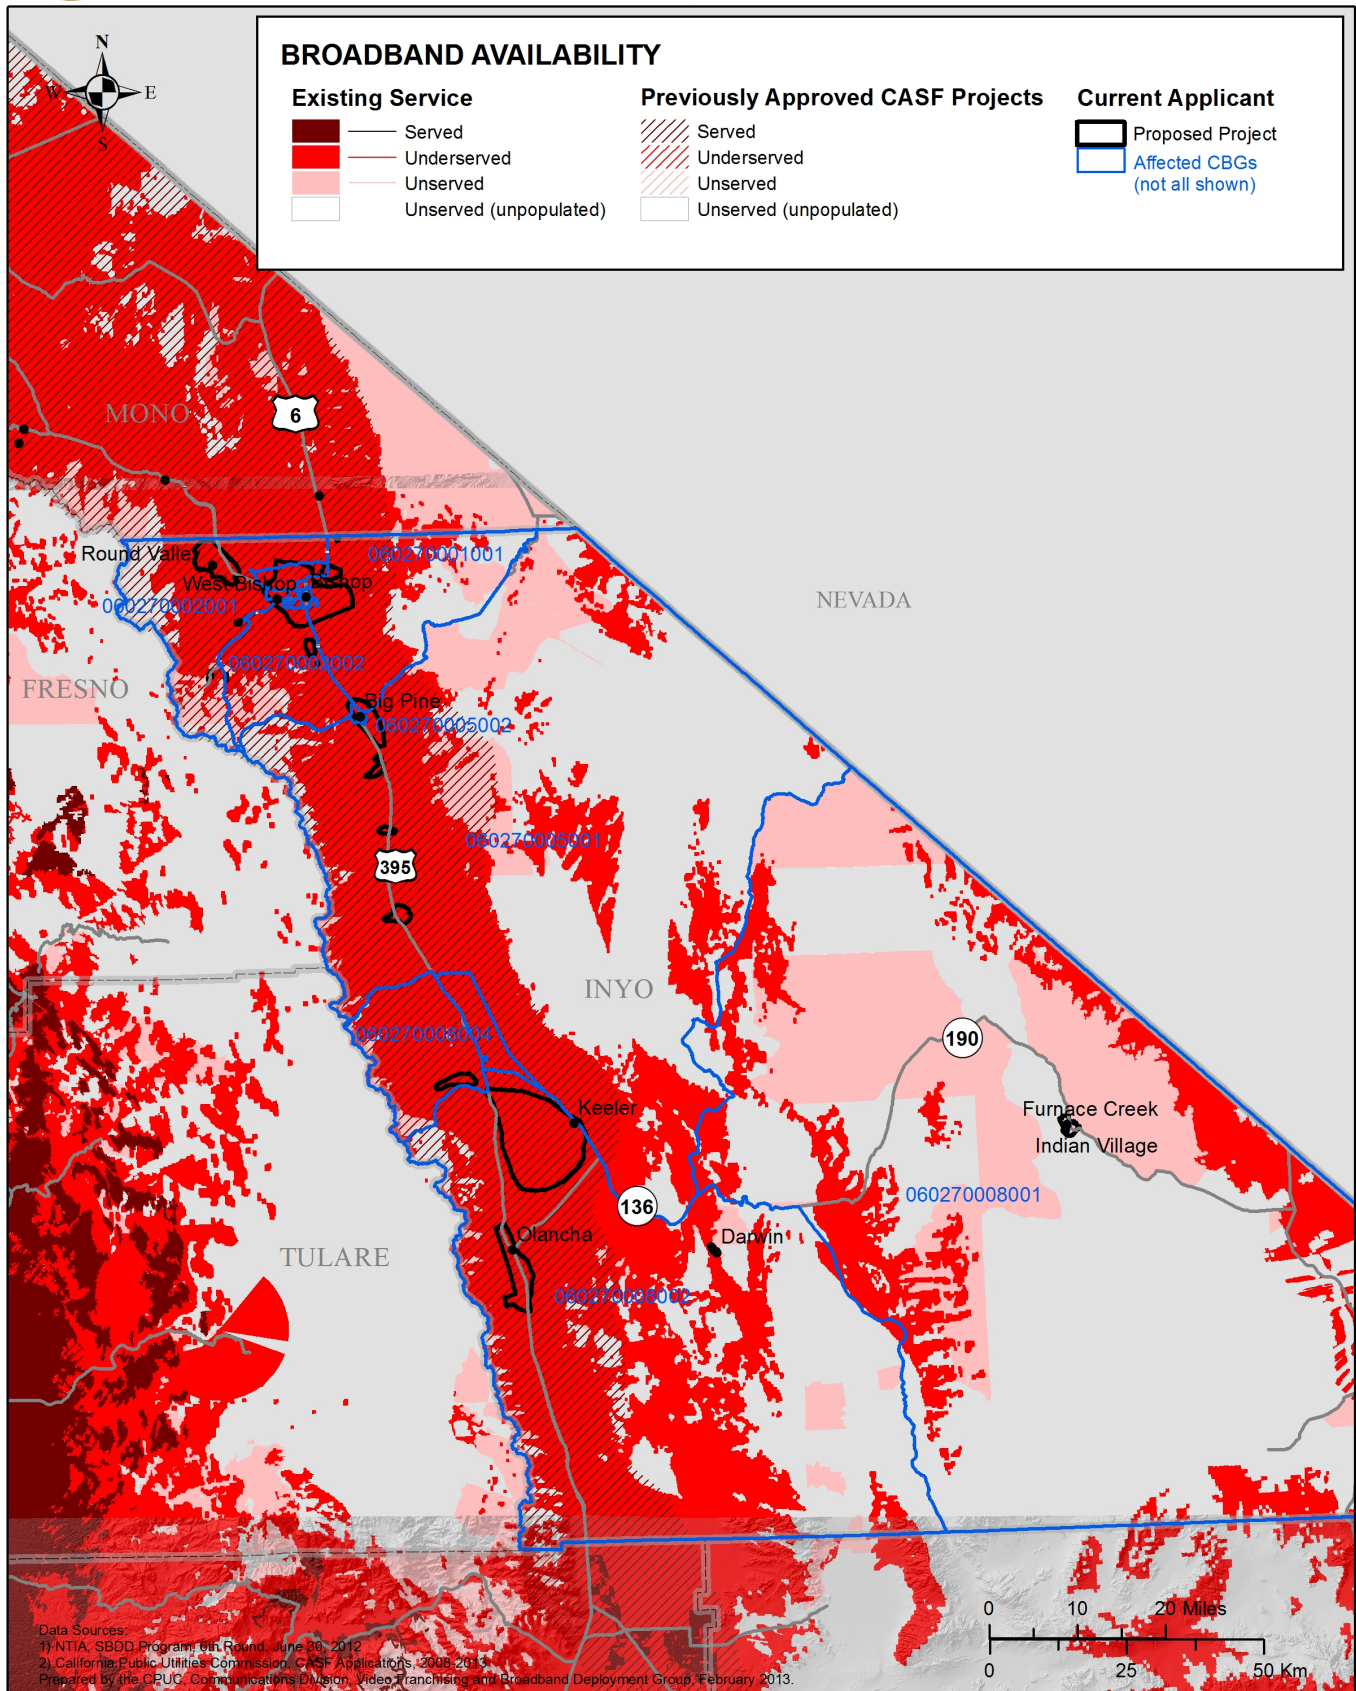 BROADBAND AVAILABILITY
Existing Service
Served
Underserved
Unserved
Unserved (unpopulated)
Previously Approved CASF Projects
Served
Underserved
Unserved
Unserved (unpopulated)
Current Applicant
Proposed Project
Affected CBGs
(not all shown)
N
W
E
S
MONO
6
Round Valle
060270001001
West Bishop
Bishop
060270002001
NEVADA
060270002002
FRESNO
Big Pine
060270005002
060270005001
395
INYO
060270008004
190
Keeler
Furnace Creek
Indian Village
060270008001
136
Olancha
Darwin
TULARE
060270008002
0 10 20 Miles
0 25 50 Km
Data Sources:
1) NTIA, SBDD Program, 6th Round, June 30, 2012
2) California Public Utilities Commission, CASF Applications, 2008-2013
Prepared by the CPUC, Communications Division, Video Franchising and Broadband Deployment Group, February 2013.